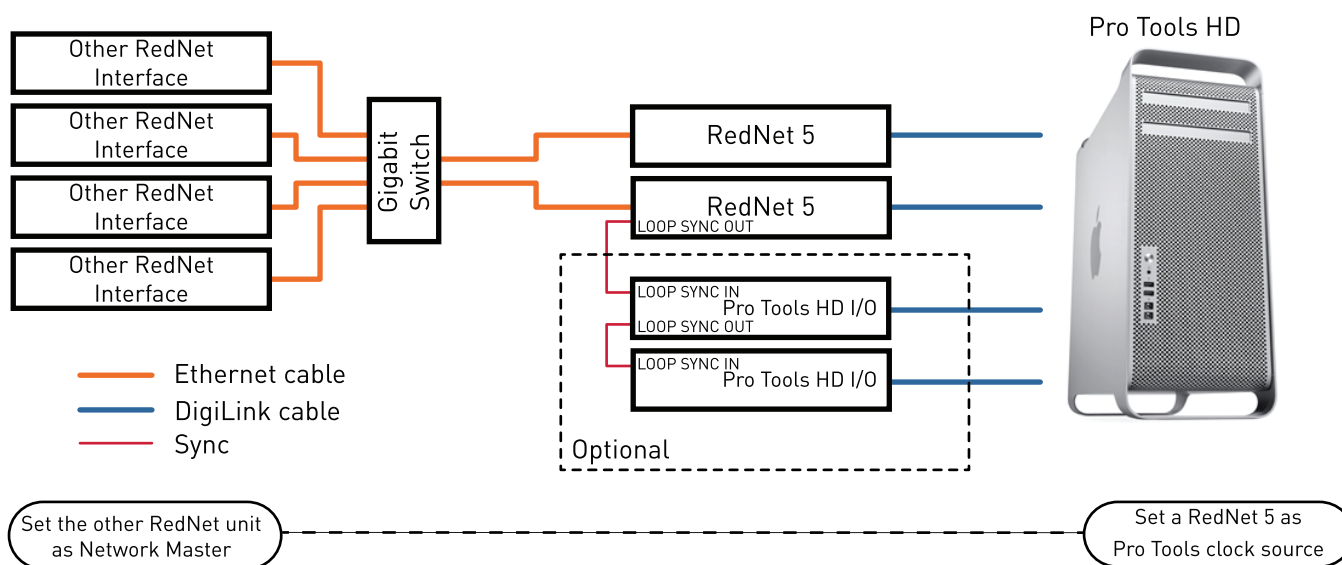 Pro Tools HD
Other RedNet
Interface
Other RedNet
Interface
Other RedNet
Interface
Other RedNet
Interface
Gigabit
Switch
RedNet 5
RedNet 5
LOOP SYNC OUT
LOOP SYNC IN
Pro Tools HD I/O
LOOP SYNC OUT
LOOP SYNC IN
Pro Tools HD I/O
Optional
Ethernet cable
DigiLink cable
Sync
Set the other RedNet unit
as Network Master
Set a RedNet 5 as
Pro Tools clock source